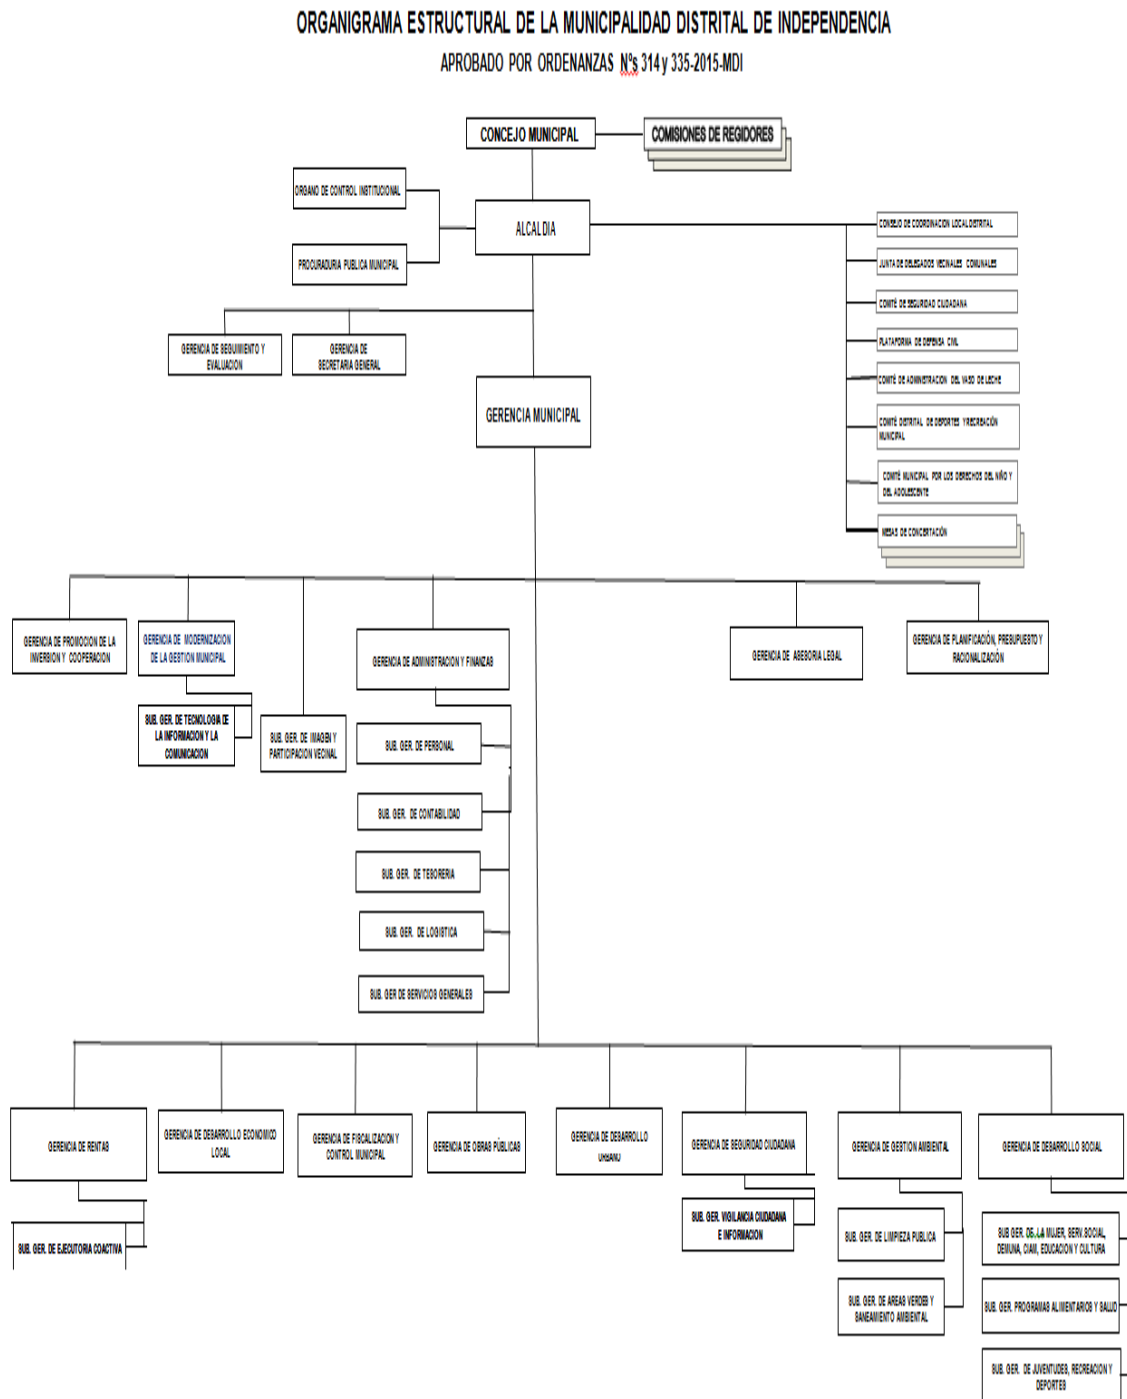 ORGANIGRAMA ESTRUCTURAL DE LA MUNICIPALIDAD DISTRITAL DE INDEPENDENCIA
APROBADO POR ORDENANZAS Nºs 314 y 335-2015-MDI
CONCEJO MUNICIPAL
COMISIONES DE REGIDORES
ORGANO DE CONTROL INSTITUCIONAL
ALCALDIA
PROCURADURIA PUBLICA MUNICIPAL
CONSEJO DE COORDINACION LOCAL DISTRITAL
JUNTA DE DELEGADOS VECINALES COMUNALES
COMITÉ DE SEGURIDAD CIUDADANA
PLATAFORMA DE DEFENSA CIVIL
COMITÉ DE ADMINISTRACION DEL VASO DE LECHE
COMITÉ DISTRITAL DE DEPORTES Y RECREACIÓN
MUNICIPAL
COMITÉ MUNICIPAL POR LOS DERECHOS DEL NIÑO Y
DEL ADOLESCENTE
MESAS DE CONCERTACIÓN
GERENCIA DE SEGUIMIENTO Y
EVALUACION
GERENCIA DE
SECRETARIA GENERAL
GERENCIA MUNICIPAL
GERENCIA DE PROMOCION DE LA
INVERSION Y COOPERACION
GERENCIA DE MODERNIZACION
DE LA GESTION MUNICIPAL
SUB. GER. DE TECNOLOGIA DE
LA INFORMACION Y LA
COMUNICACION
SUB. GER. DE IMAGEN Y
PARTICIPACION VECINAL
GERENCIA DE ADMINISTRACION Y FINANZAS
SUB. GER. DE PERSONAL
SUB. GER. DE CONTABILIDAD
SUB. GER. DE TESORERIA
SUB. GER. DE LOGISTICA
SUB. GER DE SERVICIOS GENERALES
GERENCIA DE ASESORIA LEGAL
GERENCIA DE PLANIFICACIÓN, PRESUPUESTO Y
RACIONALIZACIÓN
GERENCIA DE RENTAS
SUB. GER. DE EJECUTORIA COACTIVA
GERENCIA DE DESARROLLO ECONOMICO
LOCAL
GERENCIA DE FISCALIZACION Y
CONTROL MUNICIPAL
GERENCIA DE OBRAS PÚBLICAS
GERENCIA DE DESARROLLO
URBANO
GERENCIA DE SEGURIDAD CIUDADANA
SUB. GER. VIGILANCIA CIUDADANA
E INFORMACION
GERENCIA DE GESTION AMBIENTAL
SUB. GER. DE LIMPIEZA PUBLICA
SUB. GER. DE AREAS VERDES Y
SANEAMIENTO AMBIENTAL
GERENCIA DE DESARROLLO SOCIAL
SUB GER. DE LA MUJER, SERV.SOCIAL,
DEMUNA, CIAM, EDUCACION Y CULTURA
SUB. GER. PROGRAMAS ALIMENTARIOS Y SALUD
SUB. GER. DE JUVENTUDES, RECREACION Y
DEPORTES